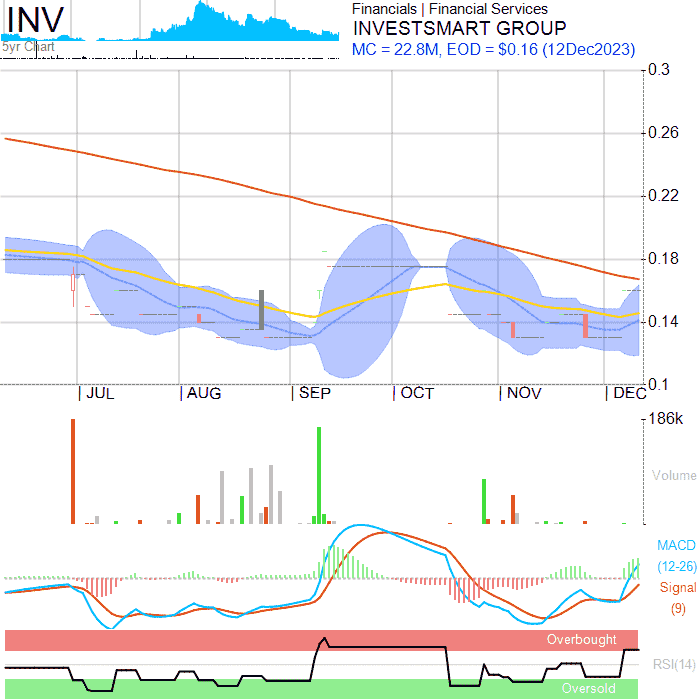 INV
Financials | Financial Services
INVESTSMART GROUP
MC = 22.8M, EOD = $0.16 (12Dec2023)
5yr Chart
0.3
0.26
0.22
0.18
0.14
0.1
| JUL | AUG | SEP | OCT | NOV | DEC
186k
Volume
MACD
(12-26)
Signal
(9)
Overbought
RSI(14)
Oversold